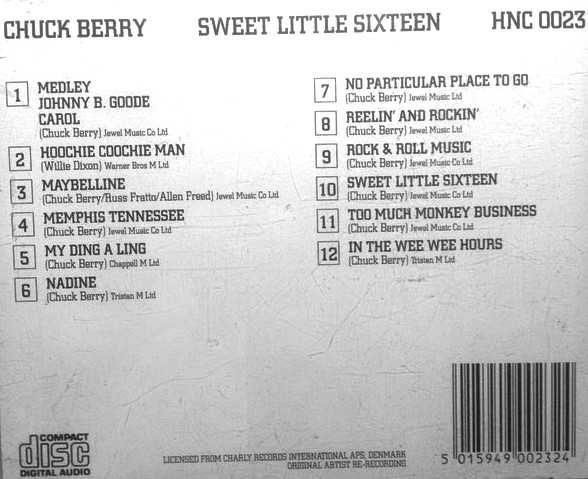 CHUCK BERRY SWEET LITTLE SIXTEEN HNC 0023
1 MEDLEY
JOHNNY B. GOODE
CAROL
(Chuck Berry) Jewel Music Co Ltd
2 HOOCHIE COOCHIE MAN
(Willie Dixon) Warner Bros M Ltd
3 MAYBELLINE
(Chuck Berry/Russ Fratto/Allen Freed) Jewel Music Co Ltd
4 MEMPHIS TENNESSEE
(Chuck Berry) Jewel Music Co Ltd
5 MY DING A LING
(Chuck Berry) Chappell M Ltd
6 NADINE
(Chuck Berry) Tristan M Ltd
7 NO PARTICULAR PLACE TO GO
(Chuck Berry) Jewel Music Co Ltd
8 REELIN' AND ROCKIN'
(Chuck Berry) Jewel Music Co Ltd
9 ROCK & ROLL MUSIC
(Chuck Berry) Jewel Music Co Ltd
10 SWEET LITTLE SIXTEEN
(Chuck Berry) Jewel Music Co Ltd
11 TOO MUCH MONKEY BUSINESS
(Chuck Berry) Jewel Music Co Ltd
12 IN THE WEE WEE HOURS
(Chuck Berry) Tristan M Ltd
COMPACT
disc
DIGITAL AUDIO
LICENSED FROM CHARLY RECORDS INTERNATIONAL APS, DENMARK
ORIGINAL ARTIST RE-RECORDING
5 015949 002324